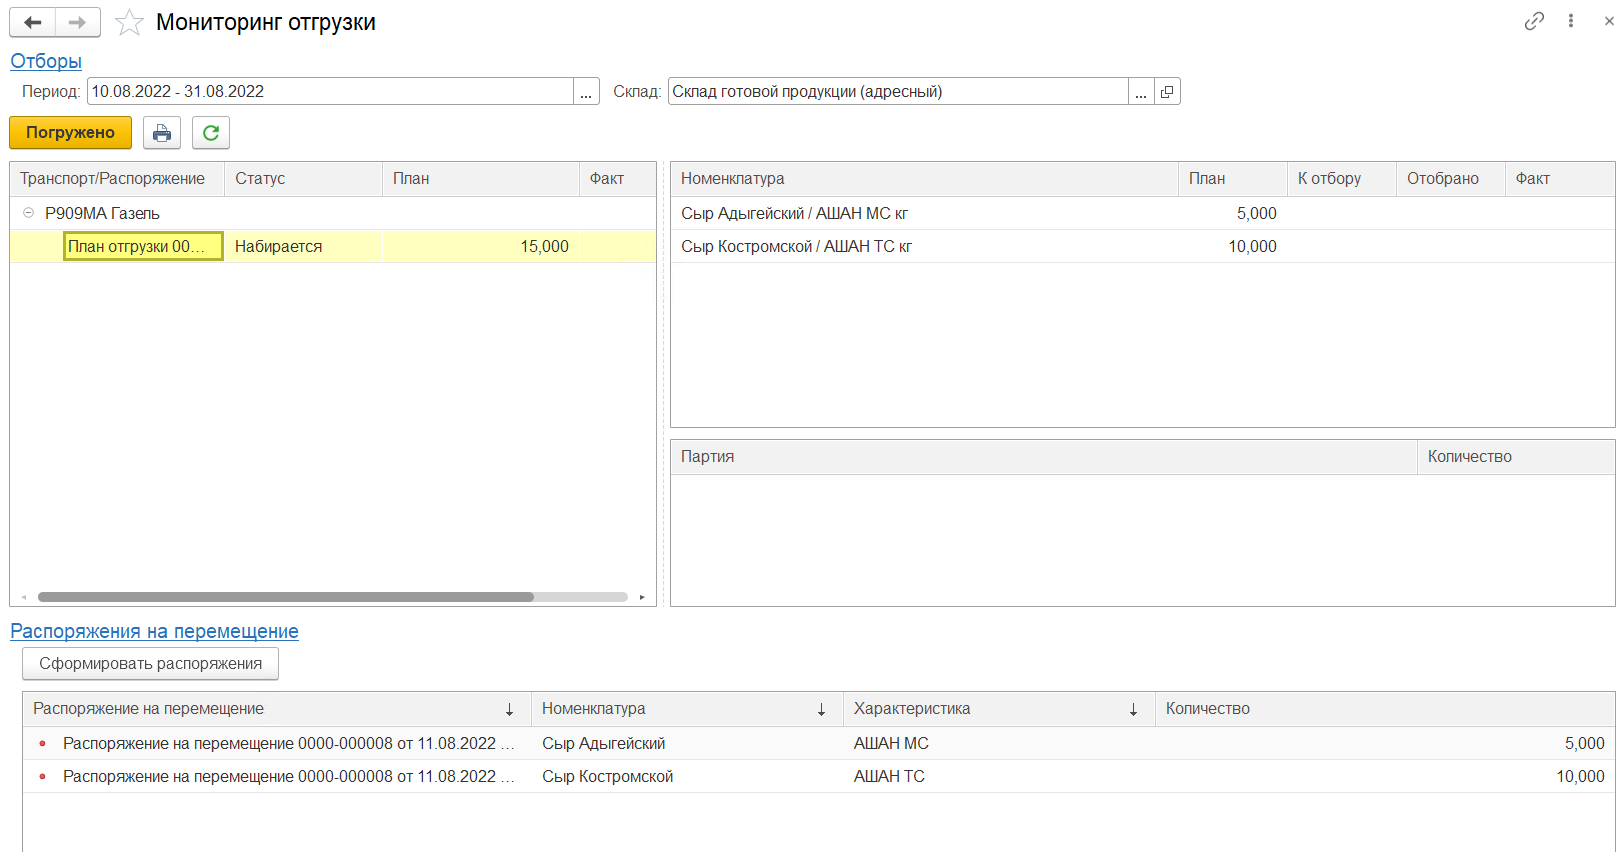 Мониторинг отгрузки
Отборы
Период: 10.08.2022 - 31.08.2022 ... Склад: Склад готовой продукции (адресный) ...
Погружено
Транспорт/Распоряжение Статус План Факт
Р909МА Газель
План отгрузки 00... Набирается 15,000
Номенклатура План К отбору Отобрано Факт
Сыр Адыгейский / АШАН МС кг 5,000
Сыр Костромской / АШАН ТС кг 10,000
Партия Количество
Распоряжения на перемещение
Сформировать распоряжения
Распоряжение на перемещение ↓ Номенклатура ↓ Характеристика ↓ Количество
Распоряжение на перемещение 0000-000008 от 11.08.2022 ... Сыр Адыгейский АШАН МС 5,000
Распоряжение на перемещение 0000-000008 от 11.08.2022 ... Сыр Костромской АШАН ТС 10,000